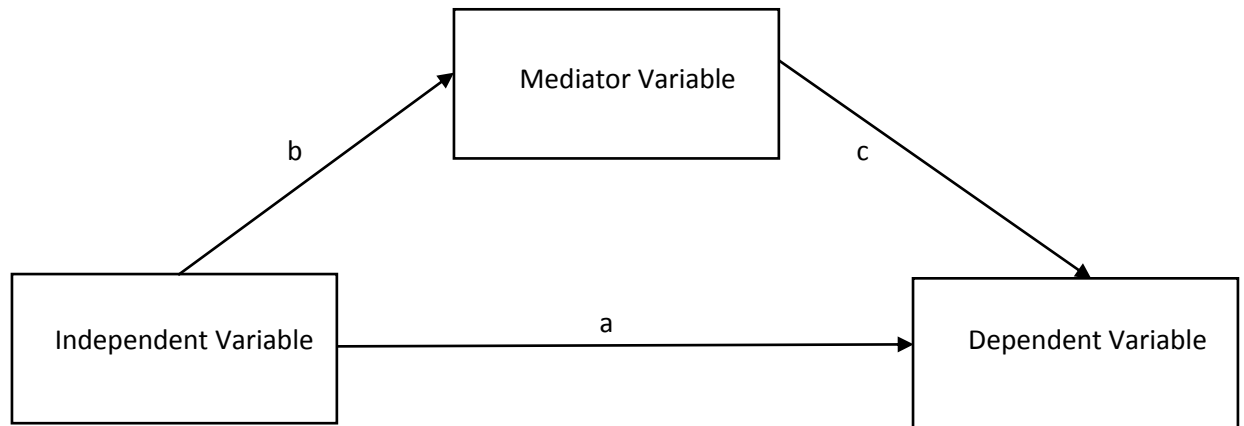 Mediator Variable
b
c
Independent Variable
a
Dependent Variable